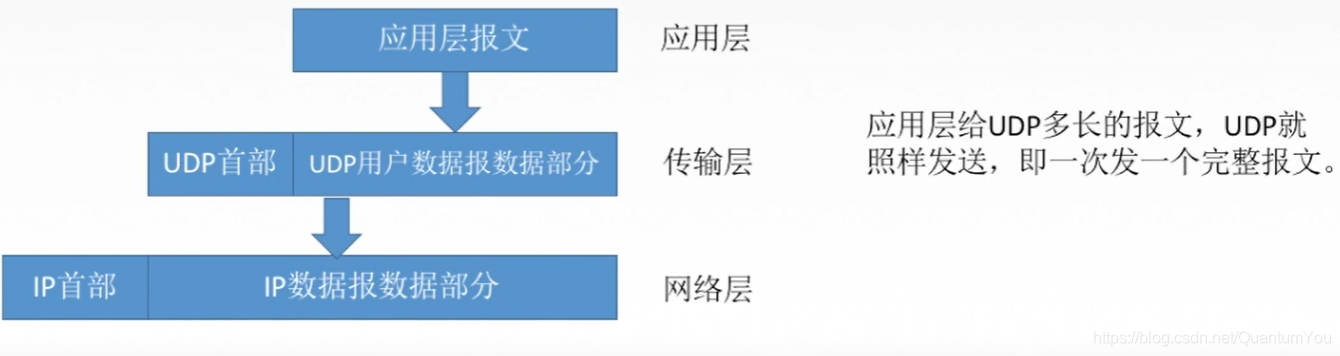 应用层报文
应用层
应用层给UDP多长的报文，UDP就
照样发送，即一次发一个完整报文。
UDP首部
UDP用户数据报数据部分
传输层
IP首部
IP数据报数据部分
网络层
https://blog.csdn.net/QuantumYou